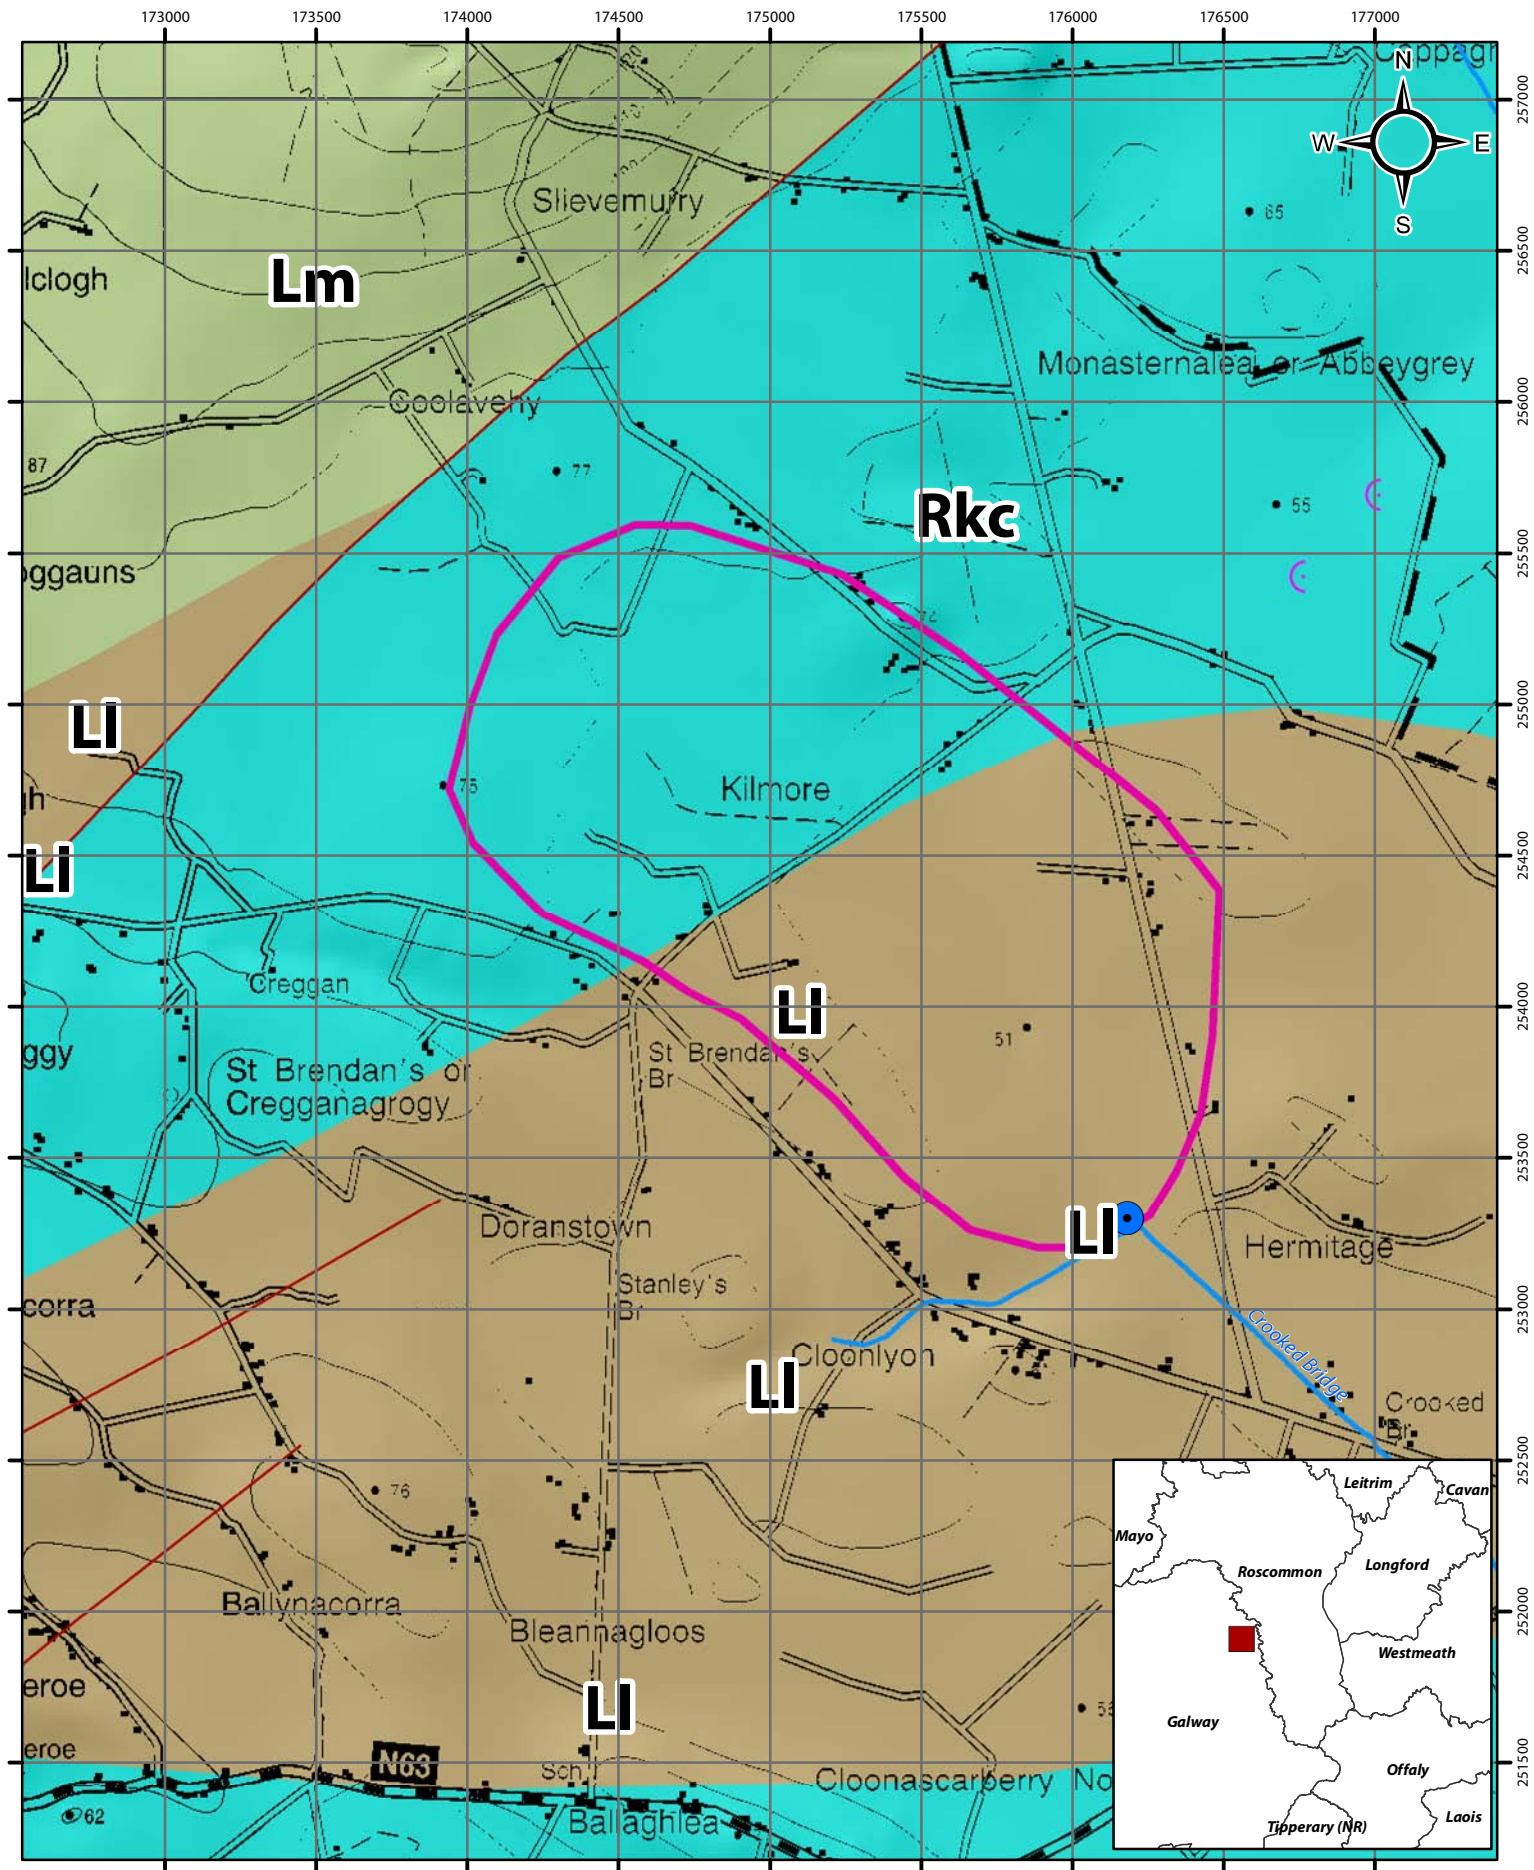 173000 173500 174000 174500 175000 175500 176000 176500 177000
N
W E
S
257000
256500
256000
255500
255000
254500
254000
253500
253000
252500
252000
251500
Slievemurry
65
lclogh
Lm
Monasternalea or Abbeygrey
Coolaveny
87
77
Rkc
55
oggauns
74
Ll
75
Kilmore
Ll
Creggan
Ll
51
ggy
St Brendan's or
Cregganagrogy
St Brendan's
Br
Doranstown
Ll
Hermitage
Stanley's
Br
corra
Crooked Bridge
Cloonlyon
Ll
Crooked
Br
76
Ballynacorra
Bleannagloos
eroe
Ll
eroe
N63
Sch
Cloonascarberry No
62
Ballaghlea
Leitrim
Cavan
Mayo
Roscommon
Longford
Westmeath
Galway
Offaly
Laois
Tipperary (NR)